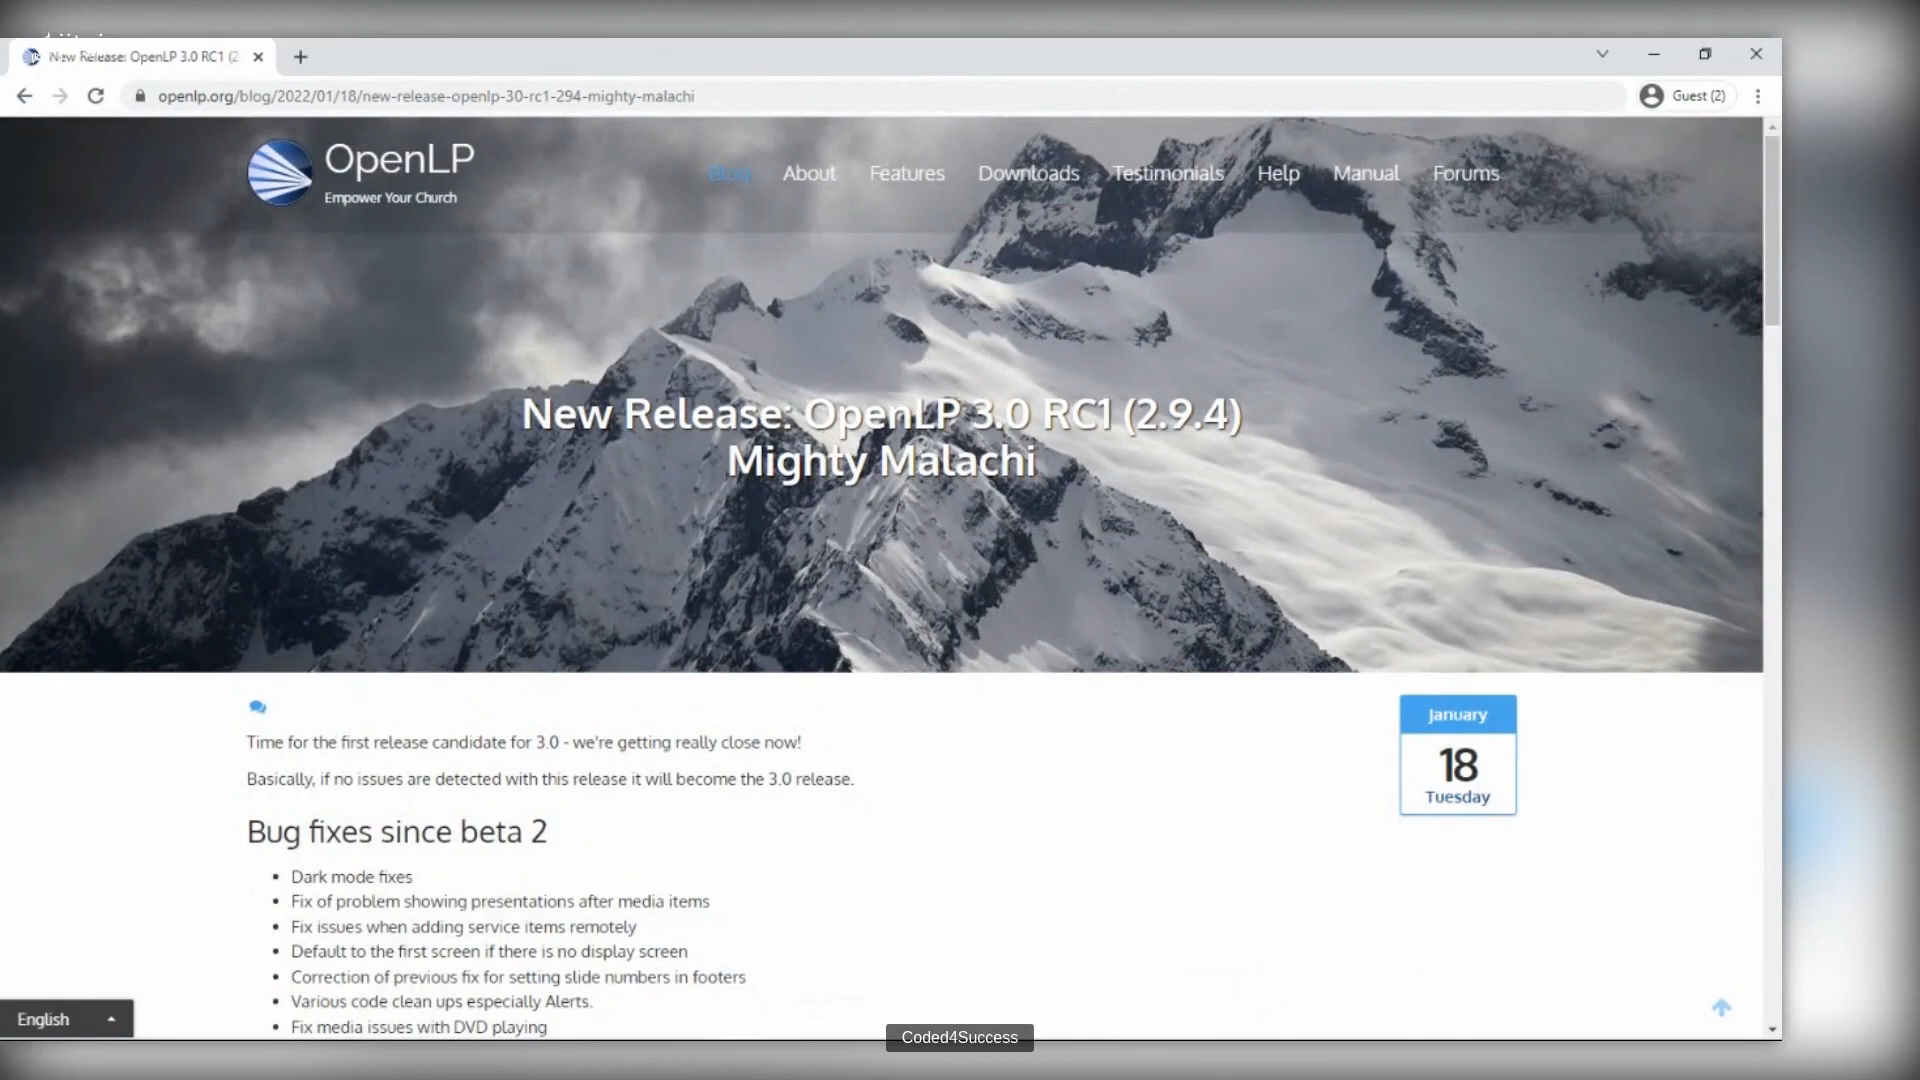 New Release: OpenLP 3.0 RC1 (2
openlp.org/blog/2022/01/18/new-release-openlp-30-rc1-294-mighty-malachi
Guest (2)
OpenLP
Empower Your Church
Blog About Features Downloads Testimonials Help Manual Forums
New Release: OpenLP 3.0 RC1 (2.9.4)
Mighty Malachi
January
18
Tuesday
Time for the first release candidate for 3.0 - we're getting really close now!
Basically, if no issues are detected with this release it will become the 3.0 release.
Bug fixes since beta 2
• Dark mode fixes
• Fix of problem showing presentations after media items
• Fix issues when adding service items remotely
• Default to the first screen if there is no display screen
• Correction of previous fix for setting slide numbers in footers
• Various code clean ups especially Alerts.
• Fix media issues with DVD playing
English
Coded4Success